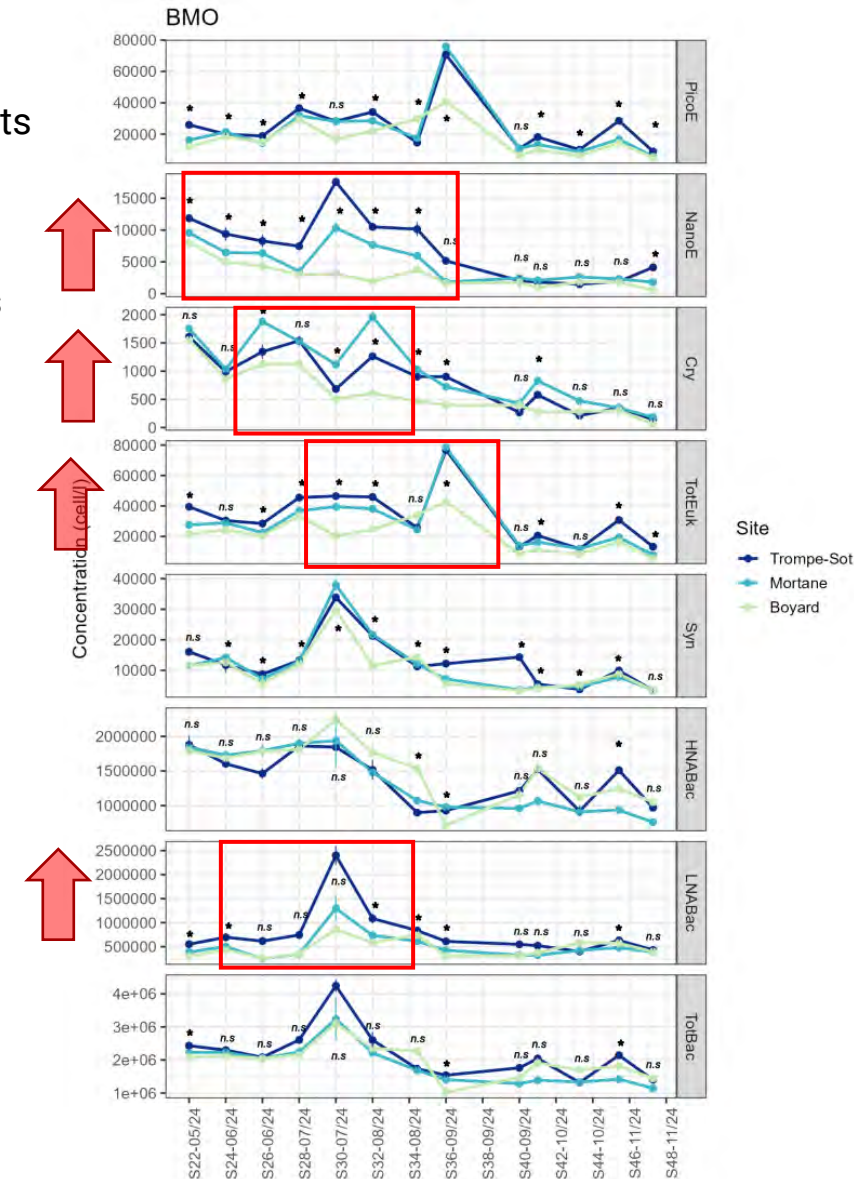 BMO
ts
s
Concentration (cell/l)
80000
60000
40000
20000
* * * * n.s * * * n.s * * * *
PicoE
15000
10000
5000
0
* * * * * * * n.s n.s n.s n.s n.s *
NanoE
2000
1500
1000
500
0
n.s n.s * n.s * * * * n.s * n.s n.s n.s
Cry
80000
60000
40000
20000
* n.s * * * * n.s * n.s * n.s * *
TotEuk
40000
30000
20000
10000
n.s * * * * * * * * * * * n.s
Syn
2000000
1500000
1000000
n.s n.s n.s n.s n.s n.s * * n.s n.s n.s * n.s
HNABac
2500000
2000000
1500000
1000000
500000
* * n.s n.s n.s * * * n.s n.s n.s * n.s
LNABac
4e+06
3e+06
2e+06
1e+06
* n.s n.s n.s n.s n.s n.s * n.s n.s n.s * n.s
TotBac
S22-05/24
S24-06/24
S26-06/24
S28-07/24
S30-07/24
S32-08/24
S34-08/24
S36-09/24
S38-09/24
S40-09/24
S42-10/24
S44-10/24
S46-11/24
S48-11/24
Site
Trompe-Sot
Mortane
Boyard